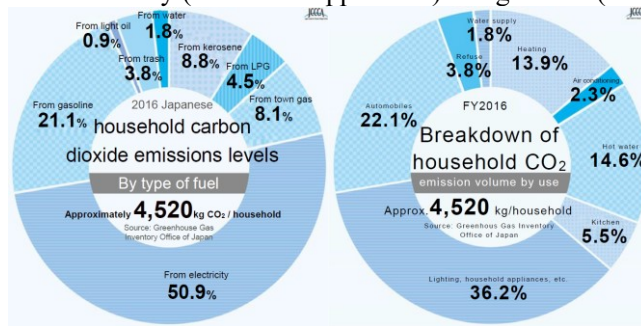 JCCCA
From light oil
0.9%
From water
1.8%
From trash
3.8%
From kerosene
8.8%
From LPG
4.5%
From town gas
8.1%
From gasoline
21.1%
2016 Japanese
household carbon
dioxide emissions levels
By type of fuel
Approximately 4,520 kg CO₂ / household
Source: Greenhouse Gas
Inventory Office of Japan
From electricity
50.9%
JCCCA
Water supply
1.8%
Refuse
3.8%
Heating
13.9%
Air conditioning
2.3%
Automobiles
22.1%
Hot water
14.6%
FY2016
Breakdown of
household CO₂
emission volume by use
Approx. 4,520 kg/household
Source: Greenhous Gas Inventory
Office of Japan
Kitchen
5.5%
Lighting, household appliances, etc.
36.2%